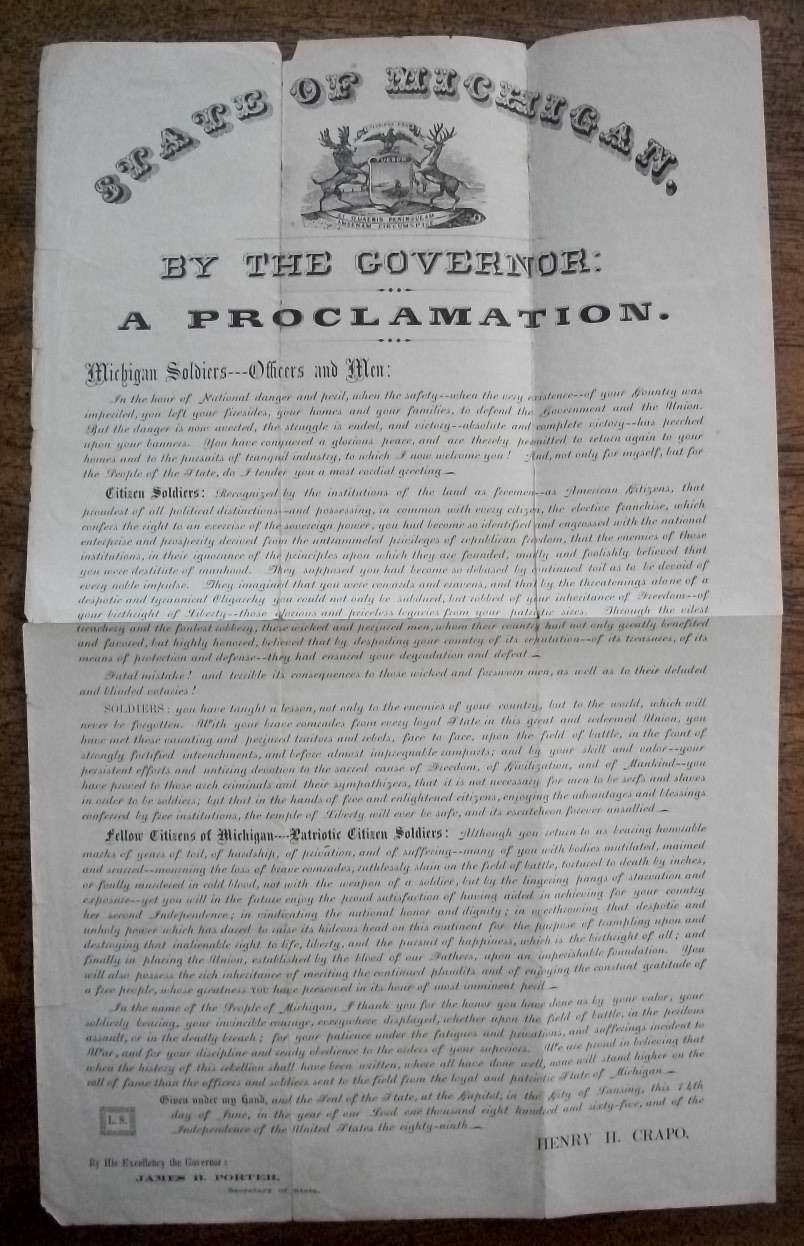 STATE OF MICHIGAN,
TUEBOR
SI QUAERIS PENINSULAM
AMOENAM CIRCUMSPICE
BY THE GOVERNOR:
A PROCLAMATION.
Michigan Soldiers---Officers and Men:
In the hour of National danger and peril, when the safety--when the very existence--of your Country was
imperiled, you left your firesides, your homes and your families, to defend the Government and the Union.
But the danger is now averted, the struggle is ended, and victory--absolute and complete victory--has perched
upon your banners. You have conquered a glorious peace, and are thereby permitted to return again to your
homes and to the pursuits of tranquil industry, to which I now welcome you! And, not only for myself, but for
the People of the State, do I tender you a most cordial greeting.—
Citizen Soldiers: Recognized by the institutions of the land as freemen--as American Citizens, that
proudest of all political distinctions--and possessing, in common with every citizen, the elective franchise, which
confers the right to an exercise of the sovereign power, you had become so identified and engrossed with the national
enterprise and prosperity derived from the untrammeled privileges of republican freedom, that the enemies of those
institutions, in their ignorance of the principles upon which they are founded, madly and foolishly believed that
you were destitute of manhood. They supposed you had become so debased by continued toil as to be devoid of
every noble impulse. They imagined that you were cowards and cravens, and that by the threatenings alone of a
despotic and tyrannical Oligarchy you could not only be subdued, but robbed of your inheritance of Freedom--of
your birthright of Liberty--those glorious and priceless legacies from your patriotic sires. Through the vilest
treachery and the foulest robbery, these wicked and perjured men, whom their country had not only greatly benefited
and favored, but highly honored, believed that by despoiling your country of its reputation--of its treasures, of its
means of protection and defense--they had ensured your degradation and defeat.—
Fatal mistake! and terrible its consequences to those wicked and forsworn men, as well as to their deluded
and blinded votaries!
SOLDIERS: you have taught a lesson, not only to the enemies of your country, but to the world, which will
never be forgotten. With your brave comrades from every loyal State in this great and redeemed Union, you
have met these vaunting and perjured traitors and rebels, face to face, upon the field of battle, in the front of
strongly fortified intrenchments, and before almost impregnable ramparts; and by your skill and valor--your
persistent efforts and untiring devotion to the sacred cause of Freedom, of Civilization, and of Mankind--you
have proved to those arch criminals and their sympathizers, that it is not necessary for men to be serfs and slaves
in order to be soldiers; but that in the hands of free and enlightened citizens, enjoying the advantages and blessings
conferred by free institutions, the temple of Liberty will ever be safe, and its escutcheon forever unsullied.—
Fellow Citizens of Michigan---Patriotic Citizen Soldiers: Although you return to us bearing honorable
marks of years of toil, of hardship, of privation, and of suffering--many of you with bodies mutilated, maimed
and scarred--mourning the loss of brave comrades, ruthlessly slain on the field of battle, tortured to death by inches,
or foully murdered in cold blood, not with the weapon of a soldier, but by the lingering pangs of starvation and
exposure--yet you will in the future enjoy the proud satisfaction of having aided in achieving for your country
her second Independence; in vindicating the national honor and dignity; in overthrowing that despotic and
unholy power which has dared to raise its hideous head on this continent for the purpose of trampling upon and
destroying that inalienable right to life, liberty, and the pursuit of happiness, which is the birthright of all; and
finally in placing the Union, established by the blood of our Fathers, upon an imperishable foundation. You
will also possess the rich inheritance of meriting the continued plaudits and of enjoying the constant gratitude of
a free people, whose greatness YOU have preserved in its hour of most imminent peril.—
In the name of the People of Michigan, I thank you for the honor you have done us by your valor, your
soldierly bearing, your invincible courage, everywhere displayed, whether upon the field of battle, in the perilous
assault, or in the deadly breach; for your patience under the fatigues and privations, and sufferings incident to
War, and for your discipline and ready obedience to the orders of your superiors. We are proud in believing that
when the history of this rebellion shall have been written, where all have done well, none will stand higher on the
roll of fame than the officers and soldiers sent to the field from the loyal and patriotic State of Michigan.—
Given under my Hand, and the Seal of the State, at the Capitol, in the City of Lansing, this 14th
day of June, in the year of our Lord one thousand eight hundred and sixty-five, and of the
Independence of the United States the eighty-ninth.—
L. S.
HENRY H. CRAPO.
By His Excellency the Governor:
JAMES B. PORTER,
Secretary of State.